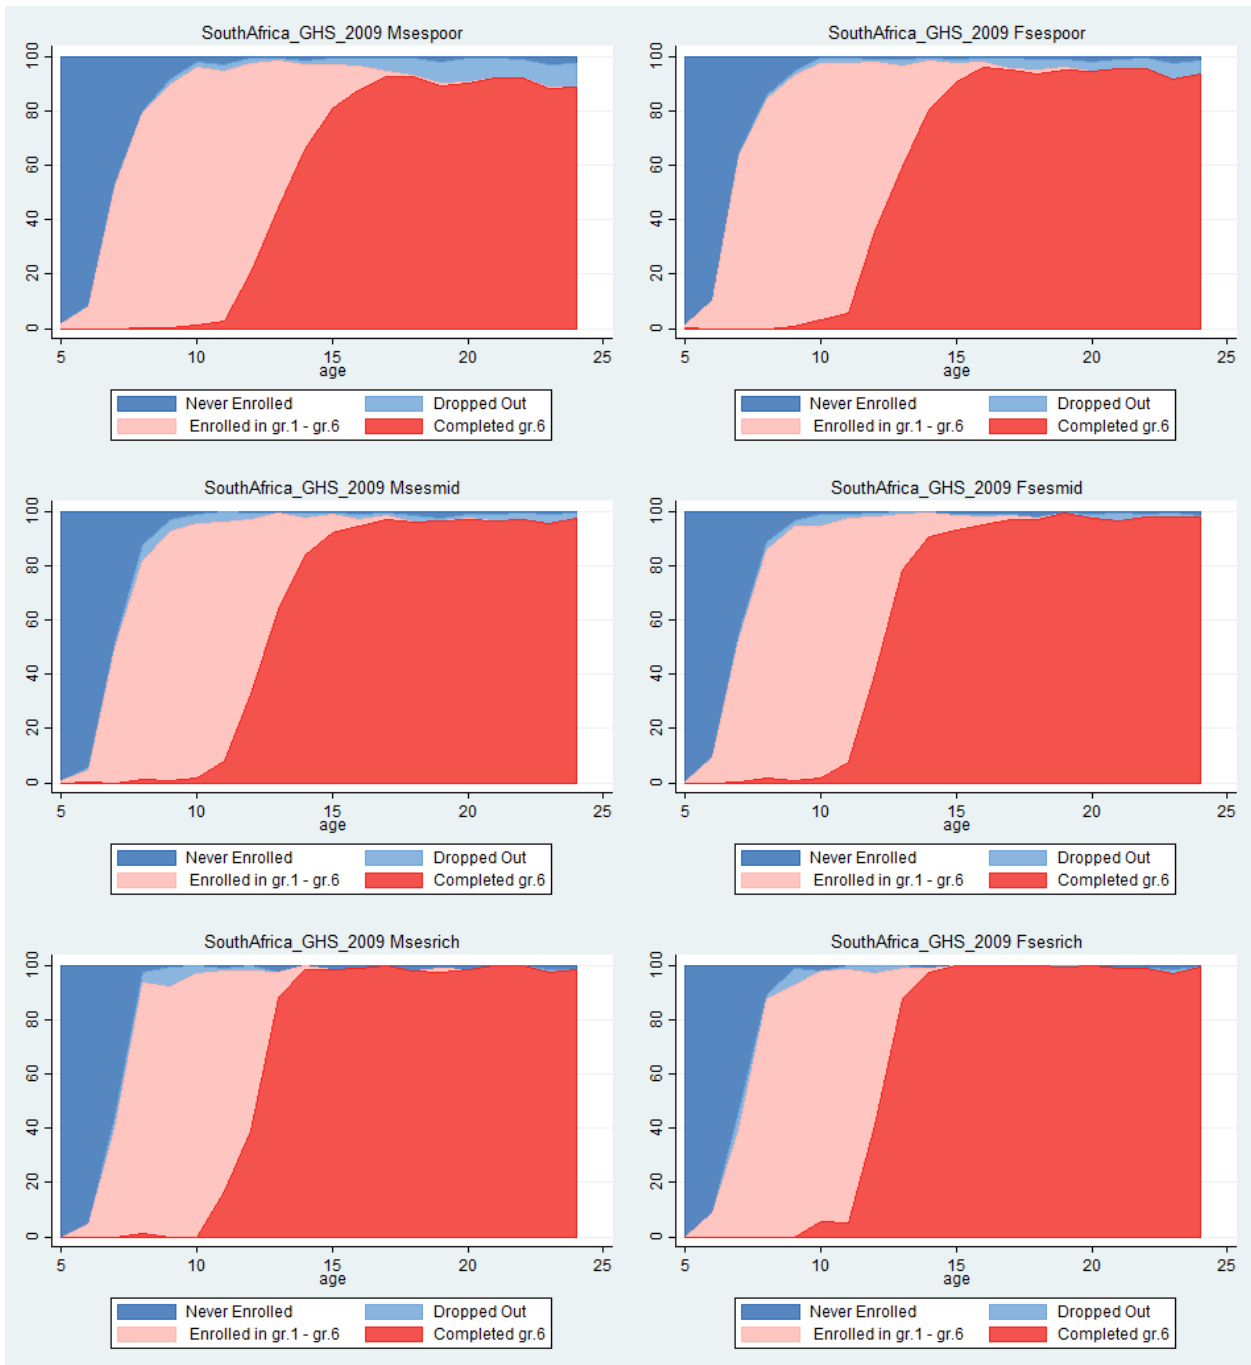 SouthAfrica_GHS_2009 Msespoor
100
80
60
40
20
0
5 10 15 20 25
age
Never Enrolled Dropped Out
Enrolled in gr.1 - gr.6 Completed gr.6
SouthAfrica_GHS_2009 Fsespoor
100
80
60
40
20
0
5 10 15 20 25
age
Never Enrolled Dropped Out
Enrolled in gr.1 - gr.6 Completed gr.6
SouthAfrica_GHS_2009 Msesmid
100
80
60
40
20
0
5 10 15 20 25
age
Never Enrolled Dropped Out
Enrolled in gr.1 - gr.6 Completed gr.6
SouthAfrica_GHS_2009 Fsesmid
100
80
60
40
20
0
5 10 15 20 25
age
Never Enrolled Dropped Out
Enrolled in gr.1 - gr.6 Completed gr.6
SouthAfrica_GHS_2009 Msesrich
100
80
60
40
20
0
5 10 15 20 25
age
Never Enrolled Dropped Out
Enrolled in gr.1 - gr.6 Completed gr.6
SouthAfrica_GHS_2009 Fsesrich
100
80
60
40
20
0
5 10 15 20 25
age
Never Enrolled Dropped Out
Enrolled in gr.1 - gr.6 Completed gr.6